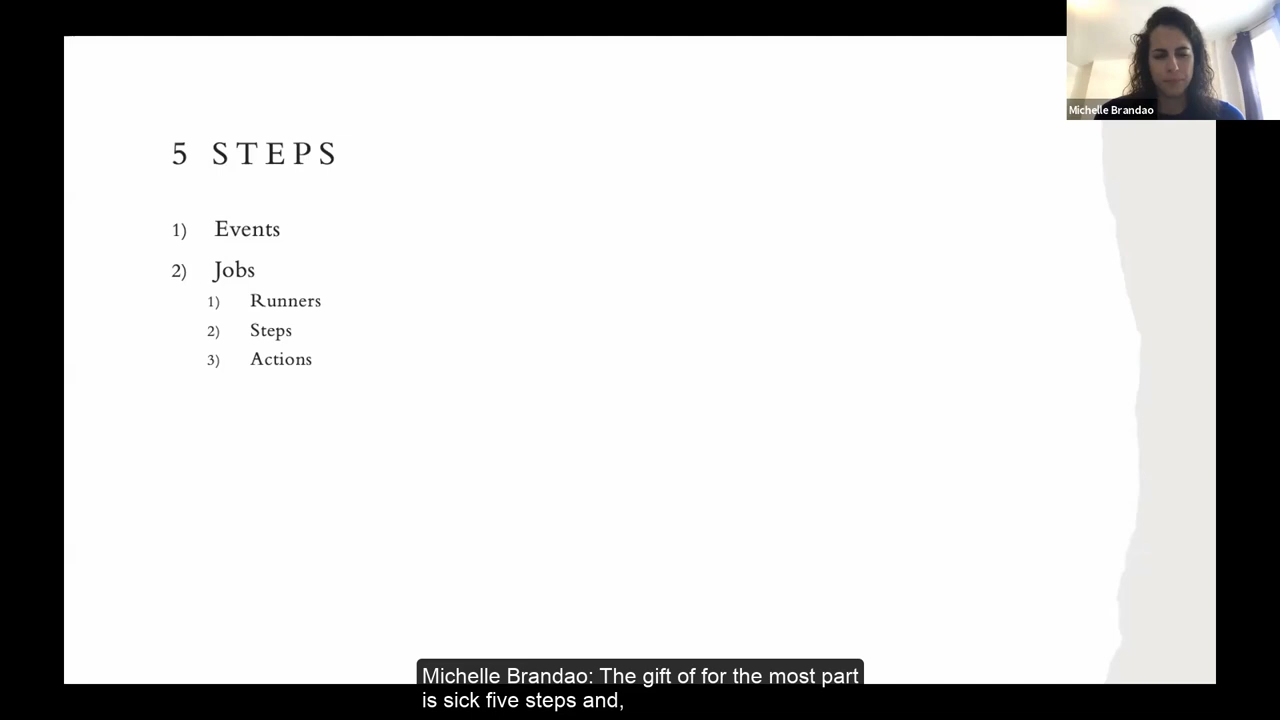 Michelle Brandao
5 STEPS
1) Events
2) Jobs
1) Runners
2) Steps
3) Actions
Michelle Brandao: The gift of for the most part
is sick five steps and,